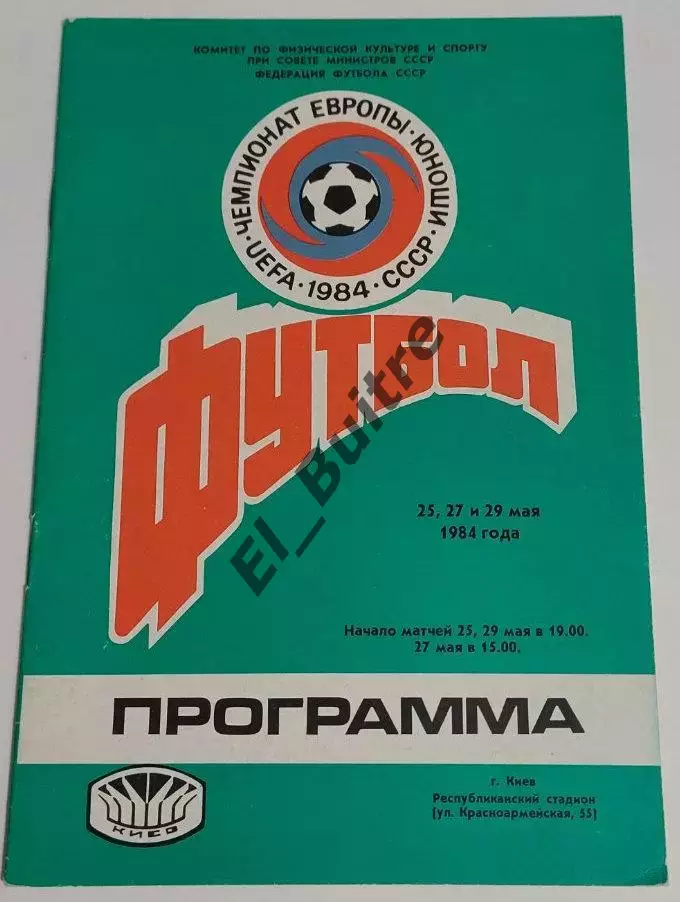 КОМИТЕТ ПО ФИЗИЧЕСКОЙ КУЛЬТУРЕ И СПОРТУ
ПРИ СОВЕТЕ МИНИСТРОВ СССР
ФЕДЕРАЦИЯ ФУТБОЛА СССР
·ЧЕМПИОНАТ ЕВРОПЫ·ЮНОШИ·
UEFA·1984·СССР
ФУТБОЛ
El_Buitre
25, 27 и 29 мая
1984 года
Начало матчей 25, 29 мая в 19.00.
27 мая в 15.00.
ПРОГРАММА
КИЕВ
г. Киев
Республиканский стадион
(ул. Красноармейская, 55)